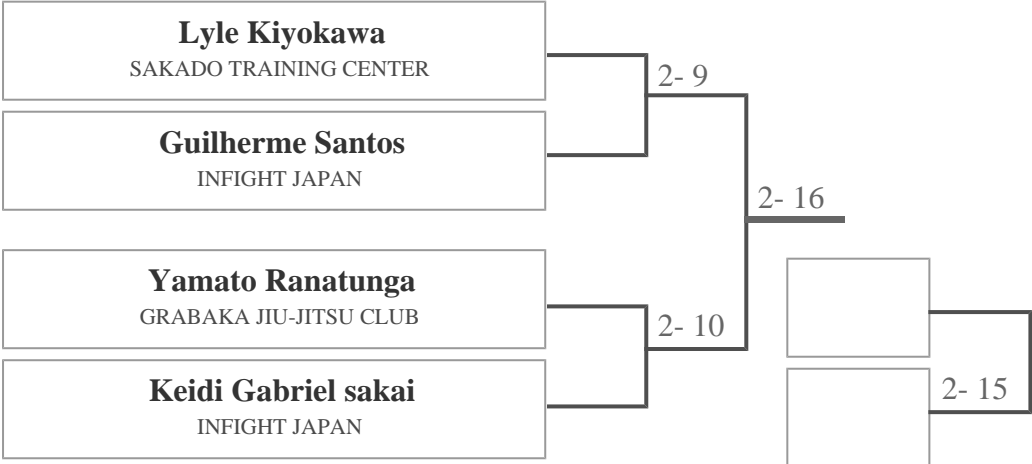 Lyle Kiyokawa
SAKADO TRAINING CENTER
2- 9
Guilherme Santos
INFIGHT JAPAN
2- 16
Yamato Ranatunga
GRABAKA JIU-JITSU CLUB
2- 10
Keidi Gabriel sakai
INFIGHT JAPAN
2- 15